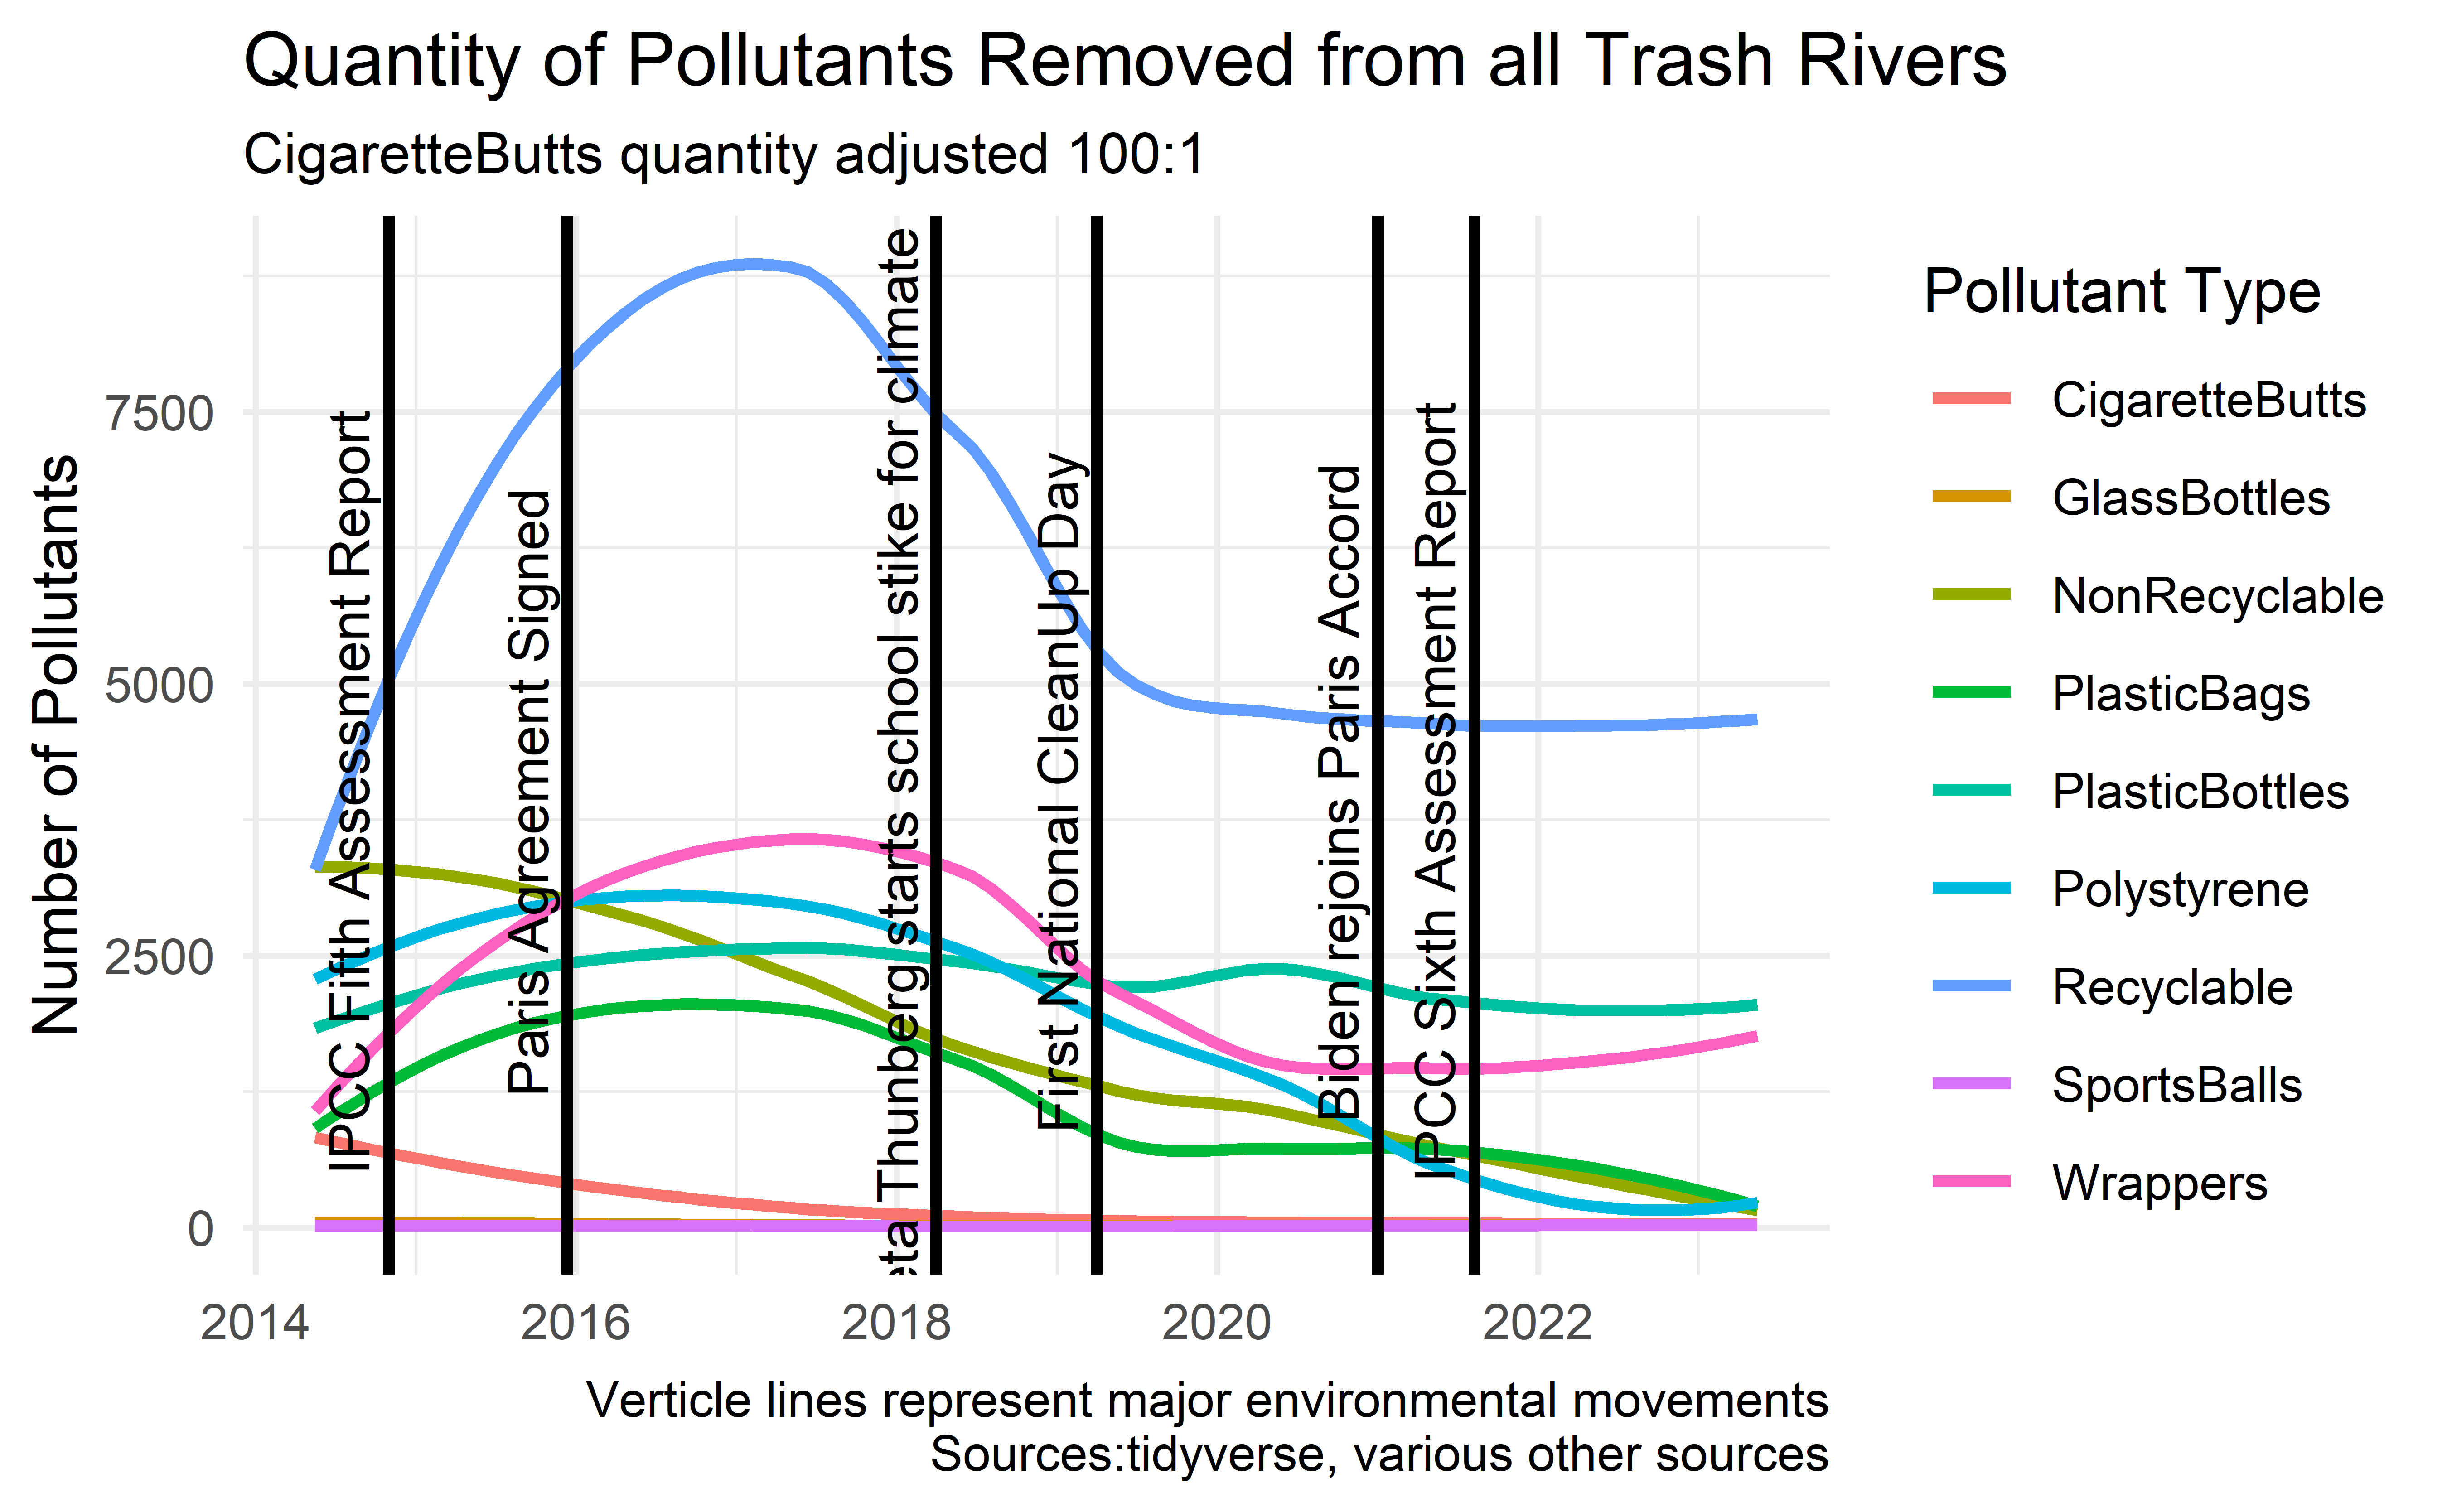 Quantity of Pollutants Removed from all Trash Rivers
CigaretteButts quantity adjusted 100:1
Number of Pollutants
7500
5000
2500
0
IPCC Fifth Assessment Report
Paris Agreement Signed
eta Thunberg starts school stike for climate
First National CleanUp Day
Biden rejoins Paris Accord
IPCC Sixth Assessment Report
2014
2016
2018
2020
2022
Pollutant Type
CigaretteButts
GlassBottles
NonRecyclable
PlasticBags
PlasticBottles
Polystyrene
Recyclable
SportsBalls
Wrappers
Verticle lines represent major environmental movements
Sources:tidyverse, various other sources